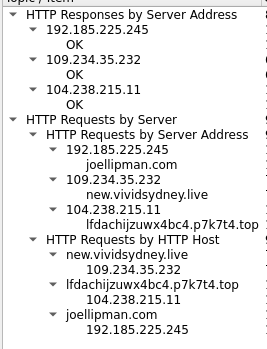 Topic / Item
HTTP Responses by Server Address
192.185.225.245
OK
109.234.35.232
OK
104.238.215.11
OK
HTTP Requests by Server
HTTP Requests by Server Address
192.185.225.245
joellipman.com
109.234.35.232
new.vividsydney.live
104.238.215.11
lfdachijzuwx4bc4.p7k7t4.top
HTTP Requests by HTTP Host
new.vividsydney.live
109.234.35.232
lfdachijzuwx4bc4.p7k7t4.top
104.238.215.11
joellipman.com
192.185.225.245